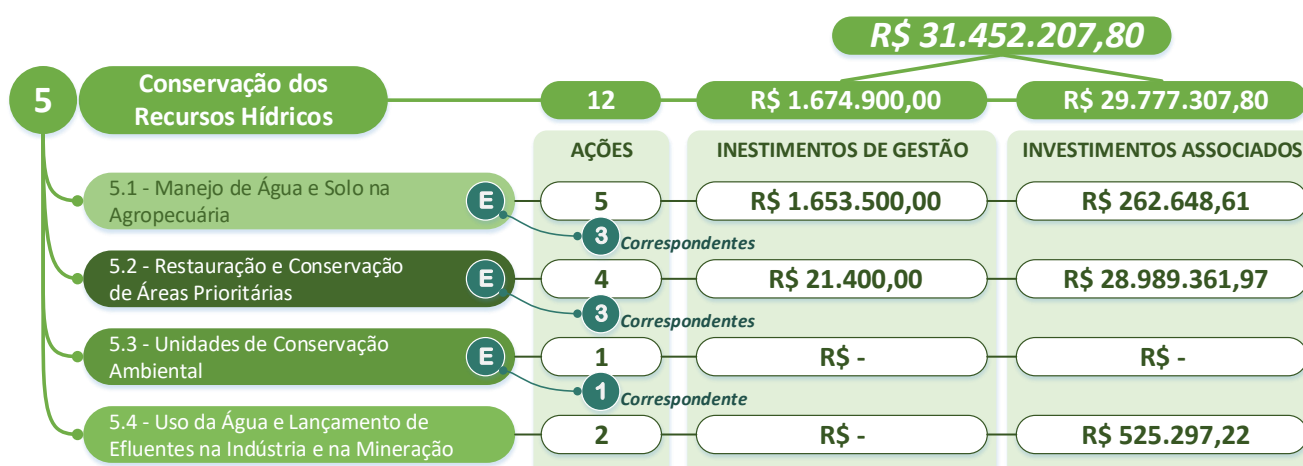 R$ 31.452.207,80
5
Conservação dos
Recursos Hídricos
12
R$ 1.674.900,00
R$ 29.777.307,80
AÇÕES
INESTIMENTOS DE GESTÃO
INVESTIMENTOS ASSOCIADOS
5.1 - Manejo de Água e Solo na
Agropecuária
E
5
R$ 1.653.500,00
R$ 262.648,61
3 Correspondentes
5.2 - Restauração e Conservação
de Áreas Prioritárias
E
4
R$ 21.400,00
R$ 28.989.361,97
3 Correspondentes
5.3 - Unidades de Conservação
Ambiental
E
1
R$ -
R$ -
1 Correspondente
5.4 - Uso da Água e Lançamento de
Efluentes na Indústria e na Mineração
2
R$ -
R$ 525.297,22